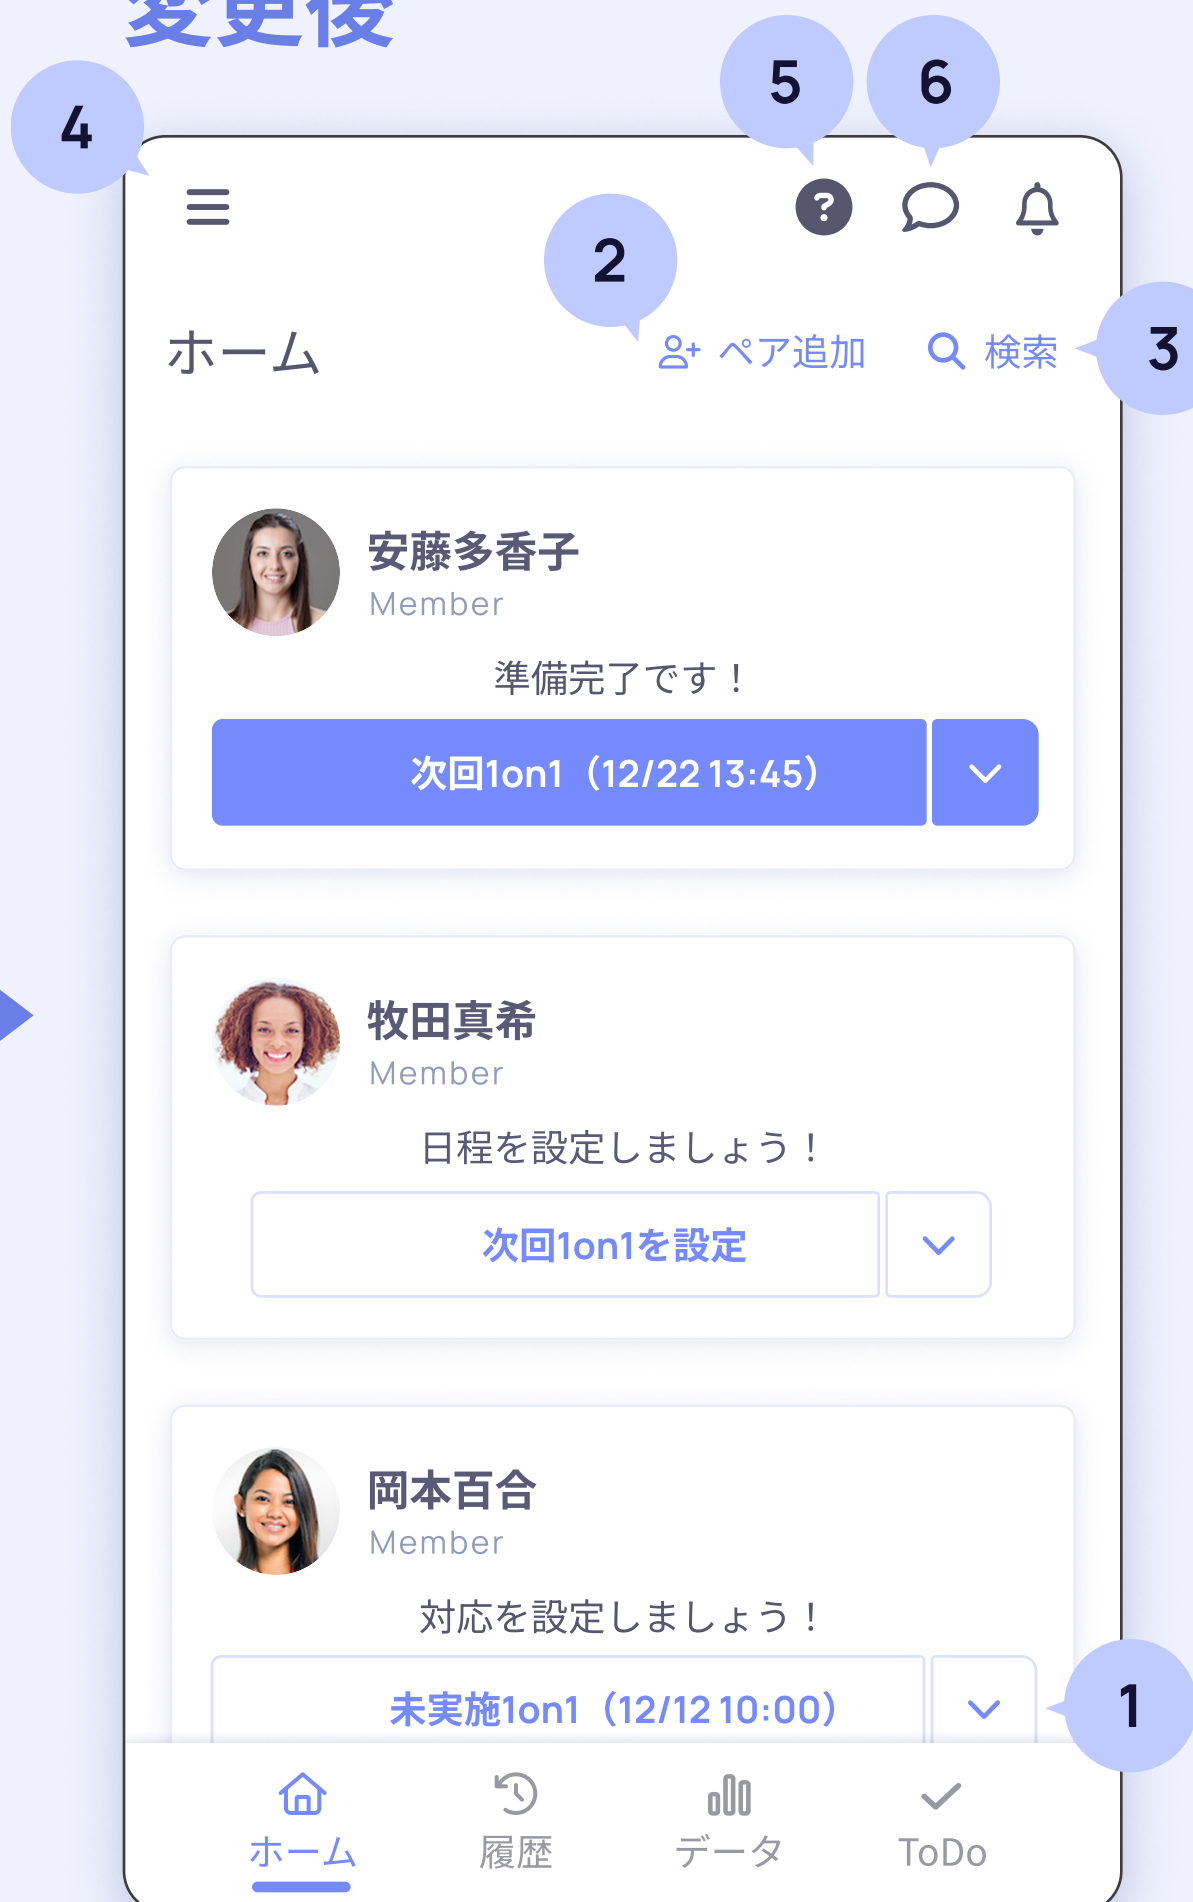 変更後
4
5
6
?
2
ホーム
ペア追加
検索
3
安藤多香子
Member
準備完了です！
次回1on1（12/22 13:45）
牧田真希
Member
日程を設定しましょう！
次回1on1を設定
岡本百合
Member
対応を設定しましょう！
未実施1on1（12/12 10:00）
1
ホーム
履歴
データ
ToDo